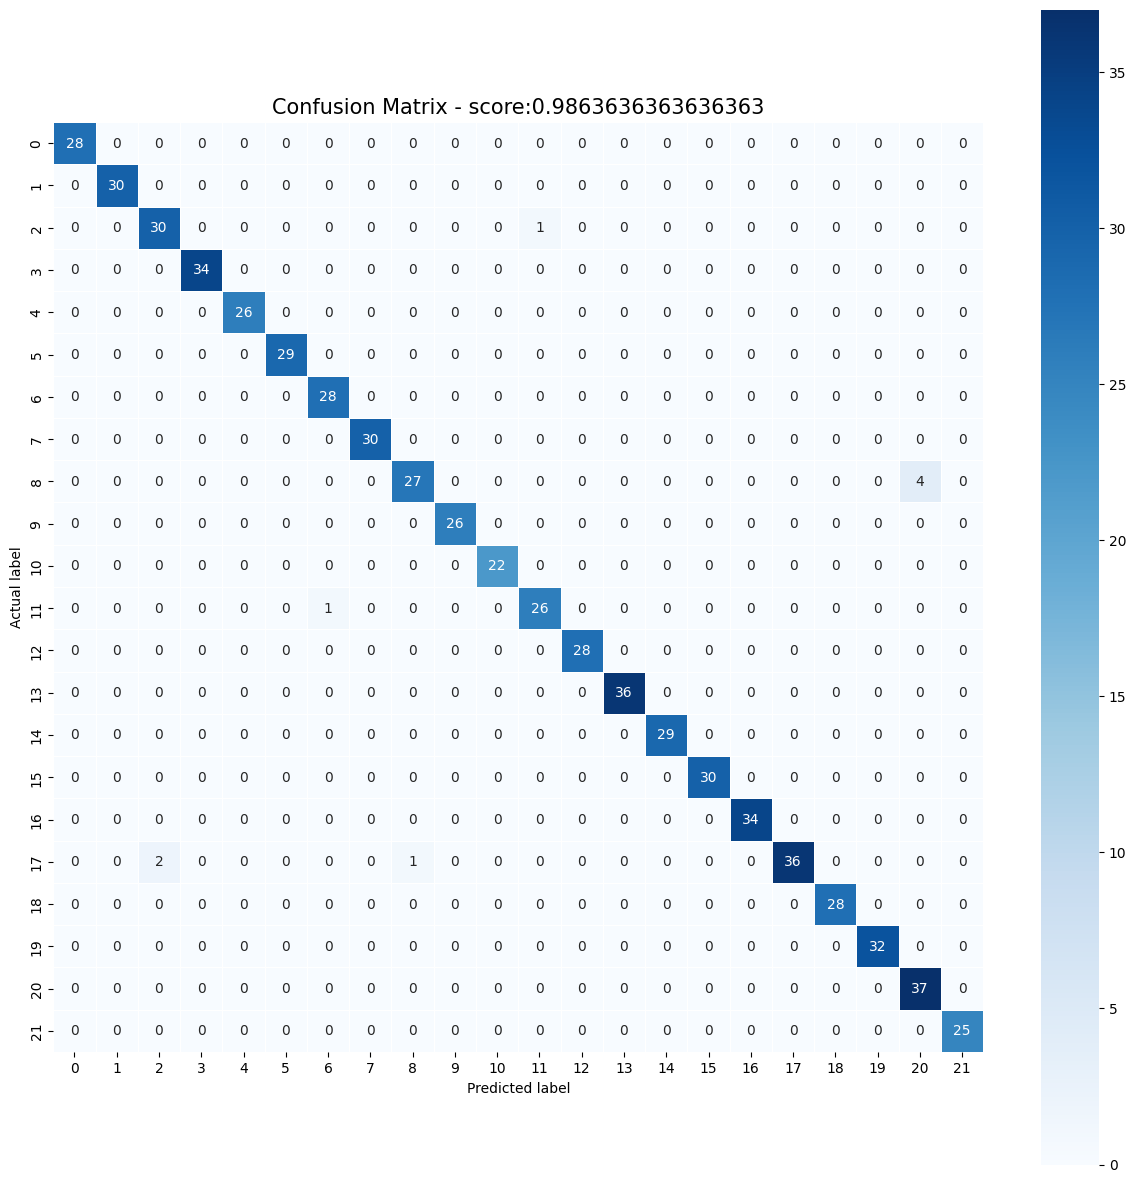 Confusion Matrix - score:0.9863636363636363
0 28 0 0 0 0 0 0 0 0 0 0 0 0 0 0 0 0 0 0 0 0 0
1 0 30 0 0 0 0 0 0 0 0 0 0 0 0 0 0 0 0 0 0 0 0
2 0 0 30 0 0 0 0 0 0 0 0 1 0 0 0 0 0 0 0 0 0 0
3 0 0 0 34 0 0 0 0 0 0 0 0 0 0 0 0 0 0 0 0 0 0
4 0 0 0 0 26 0 0 0 0 0 0 0 0 0 0 0 0 0 0 0 0 0
5 0 0 0 0 0 29 0 0 0 0 0 0 0 0 0 0 0 0 0 0 0 0
6 0 0 0 0 0 0 28 0 0 0 0 0 0 0 0 0 0 0 0 0 0 0
7 0 0 0 0 0 0 0 30 0 0 0 0 0 0 0 0 0 0 0 0 0 0
8 0 0 0 0 0 0 0 0 27 0 0 0 0 0 0 0 0 0 0 0 4 0
9 0 0 0 0 0 0 0 0 0 26 0 0 0 0 0 0 0 0 0 0 0 0
10 0 0 0 0 0 0 0 0 0 0 22 0 0 0 0 0 0 0 0 0 0 0
11 0 0 0 0 0 0 1 0 0 0 0 26 0 0 0 0 0 0 0 0 0 0
12 0 0 0 0 0 0 0 0 0 0 0 0 28 0 0 0 0 0 0 0 0 0
13 0 0 0 0 0 0 0 0 0 0 0 0 0 36 0 0 0 0 0 0 0 0
14 0 0 0 0 0 0 0 0 0 0 0 0 0 0 29 0 0 0 0 0 0 0
15 0 0 0 0 0 0 0 0 0 0 0 0 0 0 0 30 0 0 0 0 0 0
16 0 0 0 0 0 0 0 0 0 0 0 0 0 0 0 0 34 0 0 0 0 0
17 0 0 2 0 0 0 0 0 1 0 0 0 0 0 0 0 0 36 0 0 0 0
18 0 0 0 0 0 0 0 0 0 0 0 0 0 0 0 0 0 0 28 0 0 0
19 0 0 0 0 0 0 0 0 0 0 0 0 0 0 0 0 0 0 0 32 0 0
20 0 0 0 0 0 0 0 0 0 0 0 0 0 0 0 0 0 0 0 0 37 0
21 0 0 0 0 0 0 0 0 0 0 0 0 0 0 0 0 0 0 0 0 0 25
0 1 2 3 4 5 6 7 8 9 10 11 12 13 14 15 16 17 18 19 20 21
Predicted label
Actual label
35
30
25
20
15
10
5
0